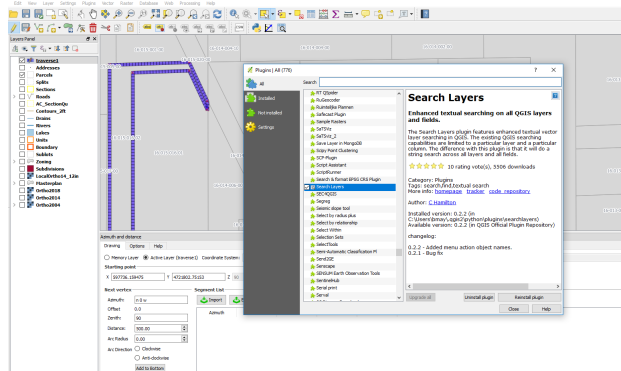 Edit View Layer Settings Plugins Vector Raster Database Web Processing Help
Layers Panel
Traverse1
Addresses
Parcels
Splits
Sections
Roads
AC_SectionQu
Contours_2ft
Drains
Rivers
Lakes
Units
Boundary
Sublots
Zoning
Subdivisions
LocalOrtho14_12in
Masterplan
Ortho2018
Ortho2014
Ortho2004
Azimuth and distance
Drawing Options Help
Memory Layer Active Layer (traverse1) Coordinate System:
Starting point
X 597736.159475 Y 4721803.75153 Z
Next vertex
Segment List
Azimuth: n 0 w
Import
Offset 0.0
Azimuth
Zenith: 90
Distance: 500.00
Arc Radius 0.00
Arc Direction Clockwise
Anti-clockwise
Add to Bottom
Plugins | All (770)
All
Installed
Not installed
Settings
Search
RT QSpider
RuGeocoder
Ruimtelijke Plannen
Safecast Plugin
Sample Rasters
SaTSViz
SaTSviz_2
Save Layer in MongoDB
Scipy Point Clustering
SCP-Plugin
Script Assistant
ScriptRunner
Search a format EPSG CRS Plugin
Search Layers
SEC4QGIS
Segreg
Seismic slope tool
Select by radius plus
Select by relationship
Select Within
Selection Sets
SelectTools
Semi-Automatic Classification Pl
Send2GE
Senscape
SENSUM Earth Observation Tools
SentinelHub
Serial print
Serval
Search Layers
Enhanced textual searching on all QGIS layers
and fields.
The Search Layers plugin features enhanced textual vector
layer searching in QGIS. The existing QGIS searching
capabilities are limited to a particular layer and a particular
column. The difference with this plugin is that it will do a
string search across all layers and all fields.
10 rating vote(s), 5506 downloads
Category: Plugins
Tags: search,find,textual search
More info: homepage tracker code_repository
Author: C Hamilton
Installed version: 0.2.2 (in
C:\Users\bmay\.qgis2\python\plugins\searchlayers)
Available version: 0.2.2 (in QGIS Official Plugin Repository)
changelog:
0.2.2 - Added menu action object names.
0.2.1 - Bug fix
Upgrade all Uninstall plugin Reinstall plugin
Close Help